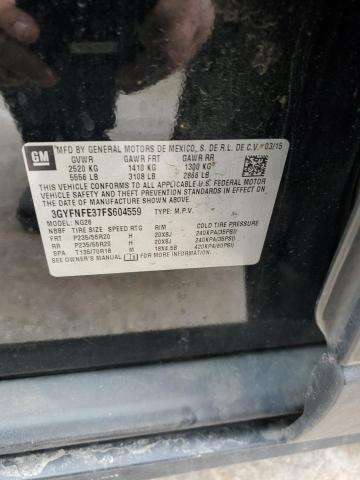 GM
MFD BY GENERAL MOTORS DE MEXICO, S. DE R.L. DE C.V. 03/15
GVWR GAWR FRT GAWR RR
2520 KG 1410 KG 1300 KG
5556 LB 3108 LB 2866 LB
THIS VEHICLE CONFORMS TO ALL APPLICABLE U.S. FEDERAL MOTOR
VEHICLE SAFETY AND THEFT PREVENTION STANDARDS IN EFFECT ON
THE DATE OF MANUFACTURE SHOWN ABOVE.
3GYFNFE37FS604559 TYPE: M.P.V.
MODEL: NG26
NBBF TIRE SIZE SPEED RTG RIM COLD TIRE PRESSURE
FRT P235/55R20 H 20X8J 240KPA(35PSI)
RR P235/55R20 H 20X8J 240KPA(35PSI)
SPA T135/70R18 M 18X4.5B 420KPA(60PSI)
SEE OWNERS MANUAL FOR ADDITIONAL INFORMATION.